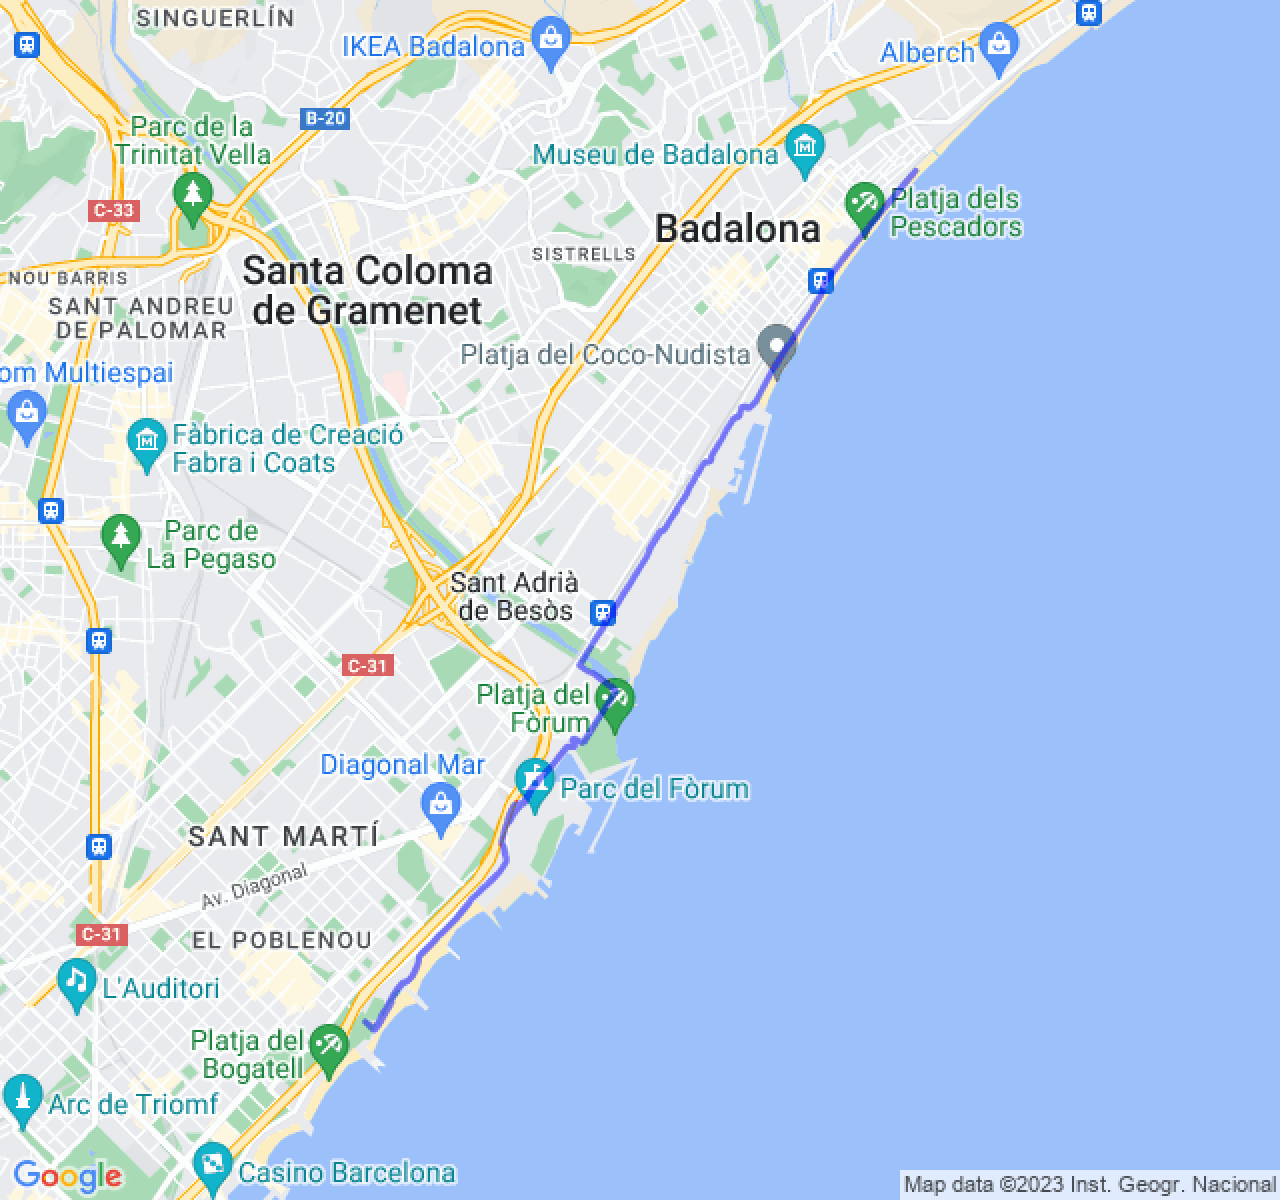 SINGUERLÍN
IKEA Badalona
Alberch
B-20
Parc de la
Trinitat Vella
Museu de Badalona
C-33
Platja dels
Pescadors
Badalona
SISTRELLS
NOU BARRIS
Santa Coloma
de Gramenet
SANT ANDREU
DE PALOMAR
Platja del Coco-Nudista
om Multiespai
Fàbrica de Creació
Fabra i Coats
Parc de
La Pegaso
Sant Adrià
de Besòs
C-31
Platja del
Fòrum
Diagonal Mar
Parc del Fòrum
SANT MARTÍ
Av. Diagonal
C-31
EL POBLENOU
L'Auditori
Platja del
Bogatell
Arc de Triomf
Casino Barcelona
Google
Map data ©2023 Inst. Geogr. Nacional